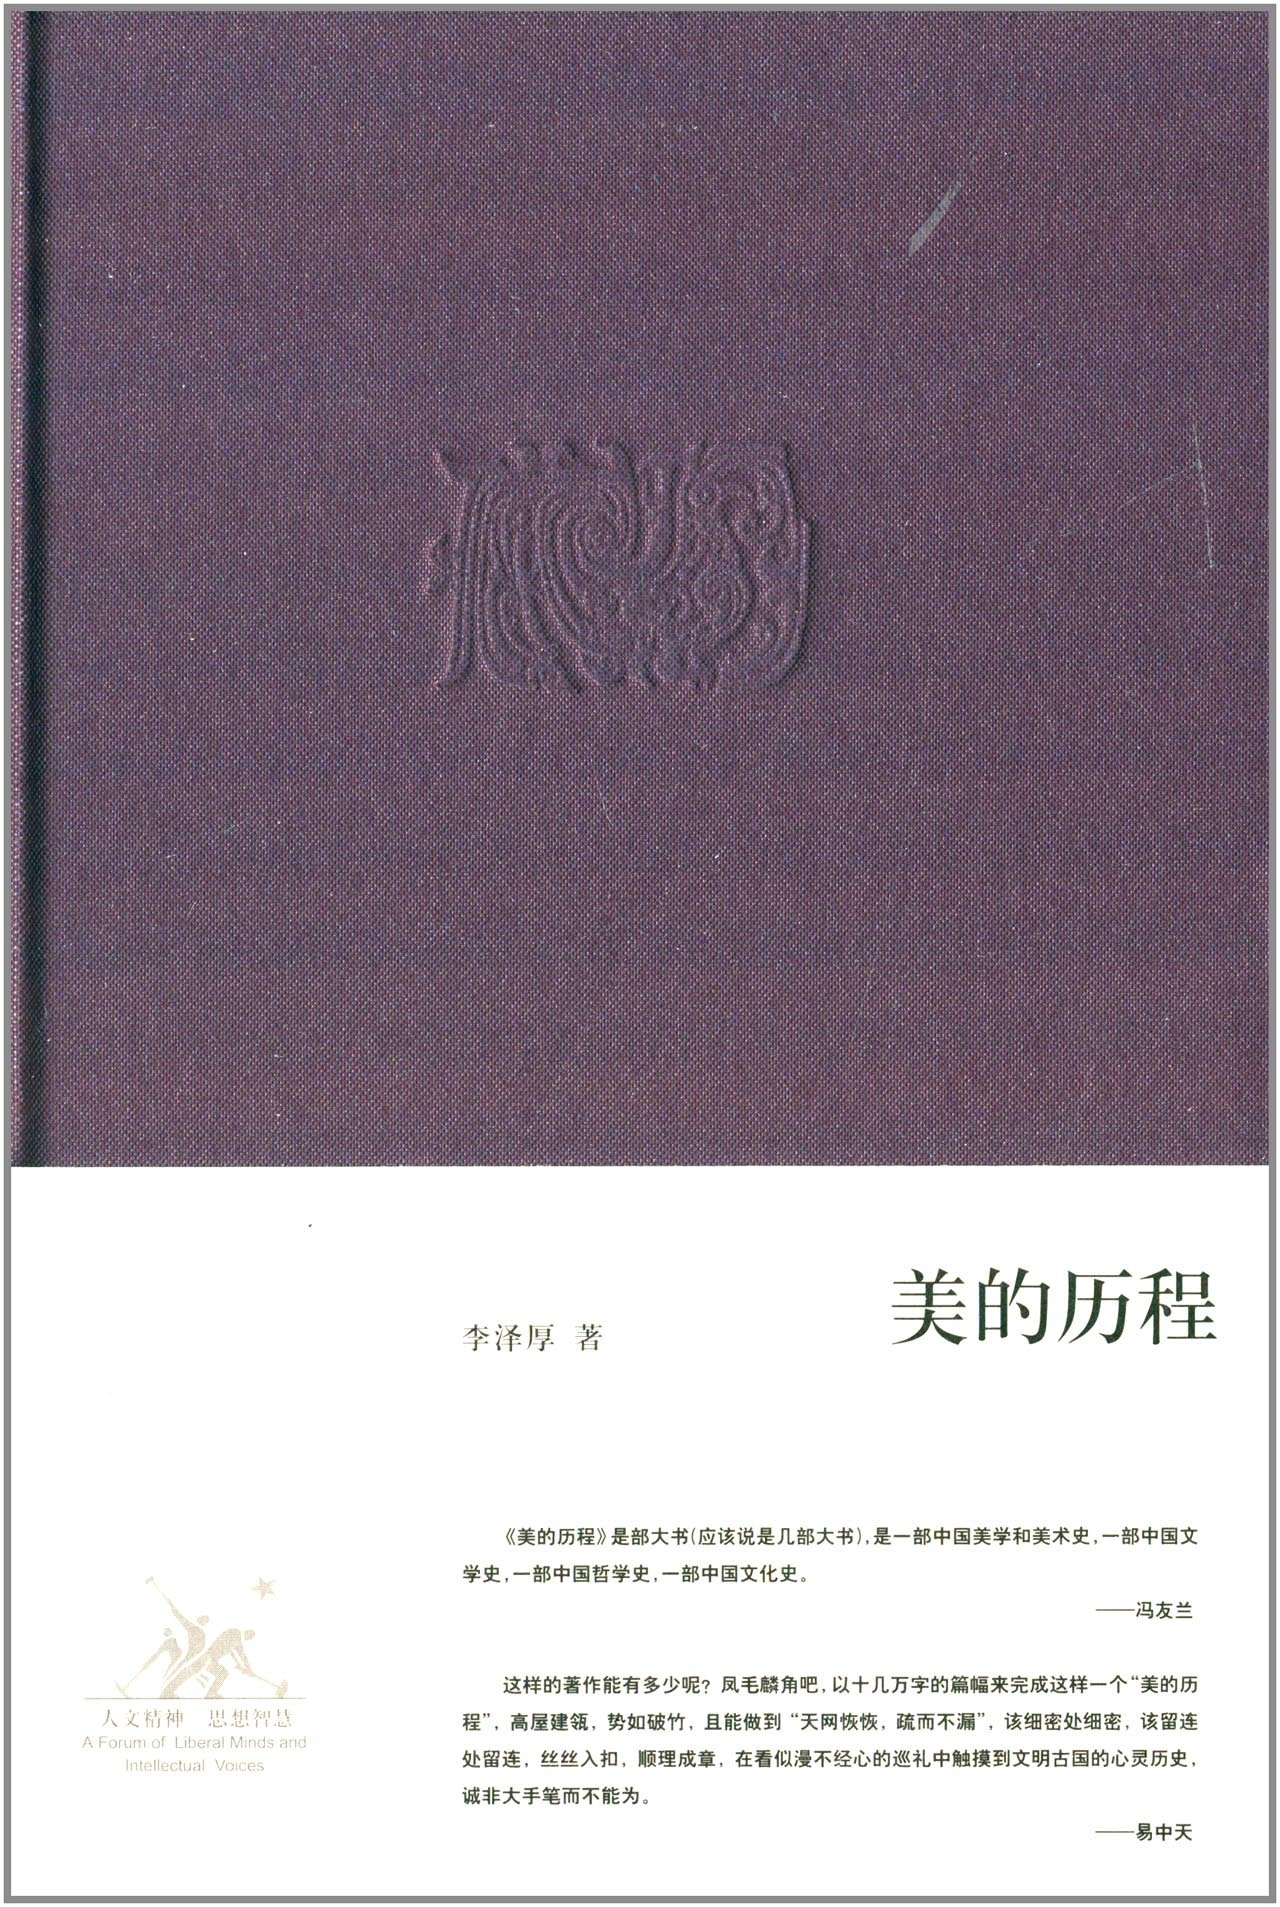 美的历程
李泽厚 著
《美的历程》是部大书(应该说是几部大书),是一部中国美学和美术史,一部中国文
学史,一部中国哲学史,一部中国文化史。
——冯友兰
这样的著作能有多少呢？凤毛麟角吧,以十几万字的篇幅来完成这样一个“美的历
程”,高屋建瓴,势如破竹,且能做到“天网恢恢,疏而不漏”,该细密处细密,该留连
处留连,丝丝入扣,顺理成章,在看似漫不经心的巡礼中触摸到文明古国的心灵历史,
诚非大手笔而不能为。
——易中天
人文精神 思想智慧
A Forum of Liberal Minds and
Intellectual Voices